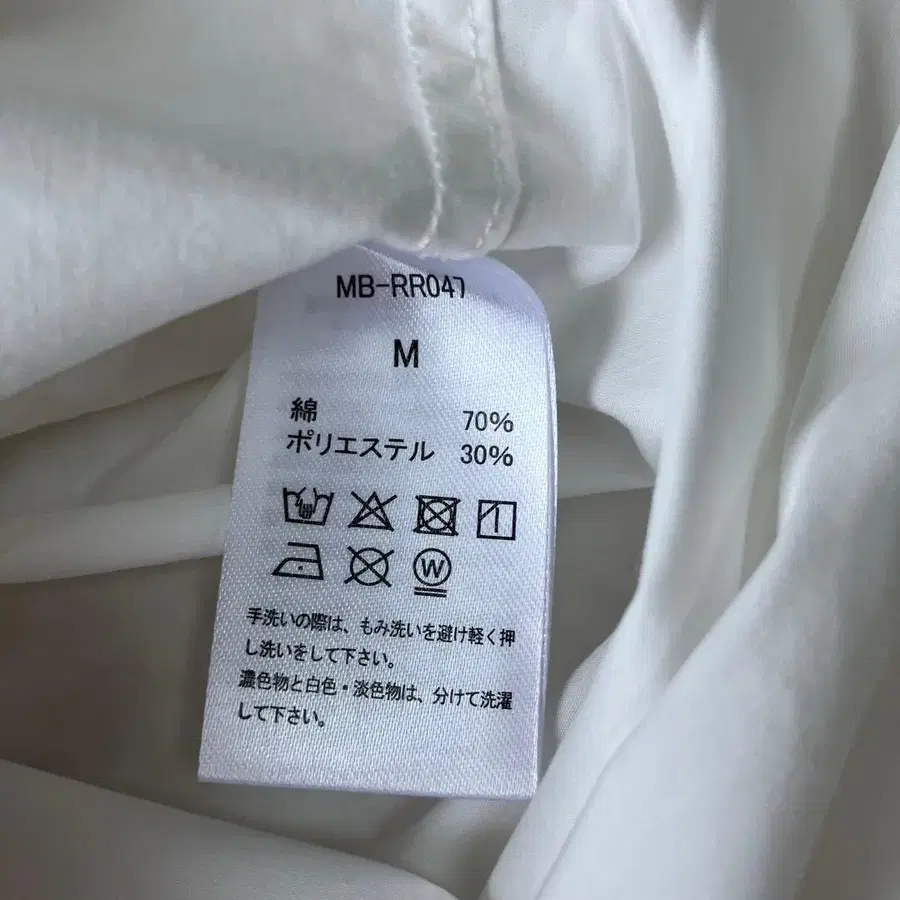 MB-RR047
M
綿 70%
ポリエステル 30%
W
手洗いの際は、もみ洗いを避け軽く押
し洗いをして下さい。
濃色物と白色・淡色物は、分けて洗濯
して下さい。